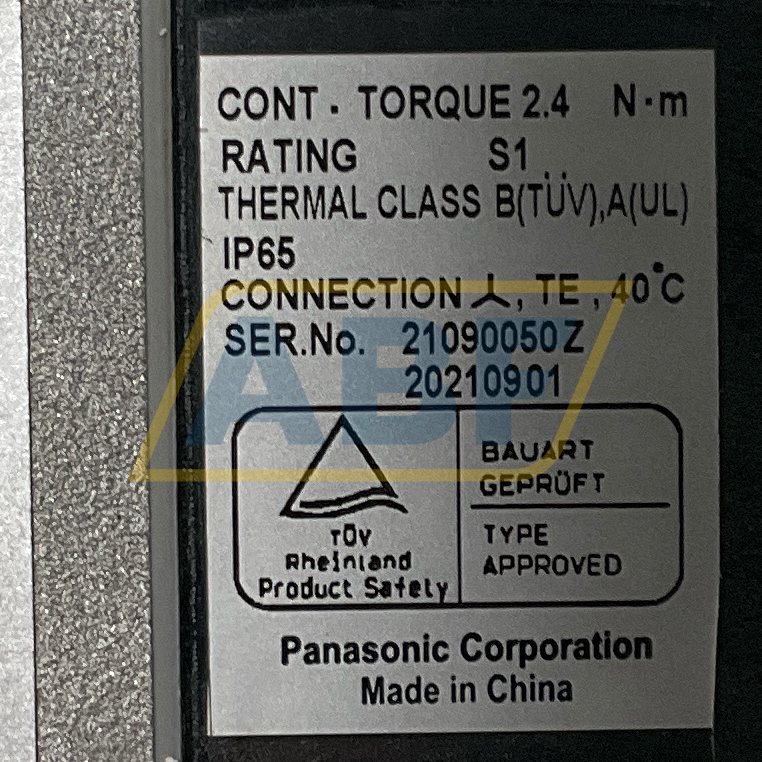 CONT. TORQUE 2.4 N·m
RATING S1
THERMAL CLASS B(TÜV),A(UL)
IP65
CONNECTION 人, TE, 40°C
SER.No. 21090050Z
20210901
ABT
BAUART
GEPRÜFT
TÜV
Rheinland
Product Safety
TYPE
APPROVED
Panasonic Corporation
Made in China